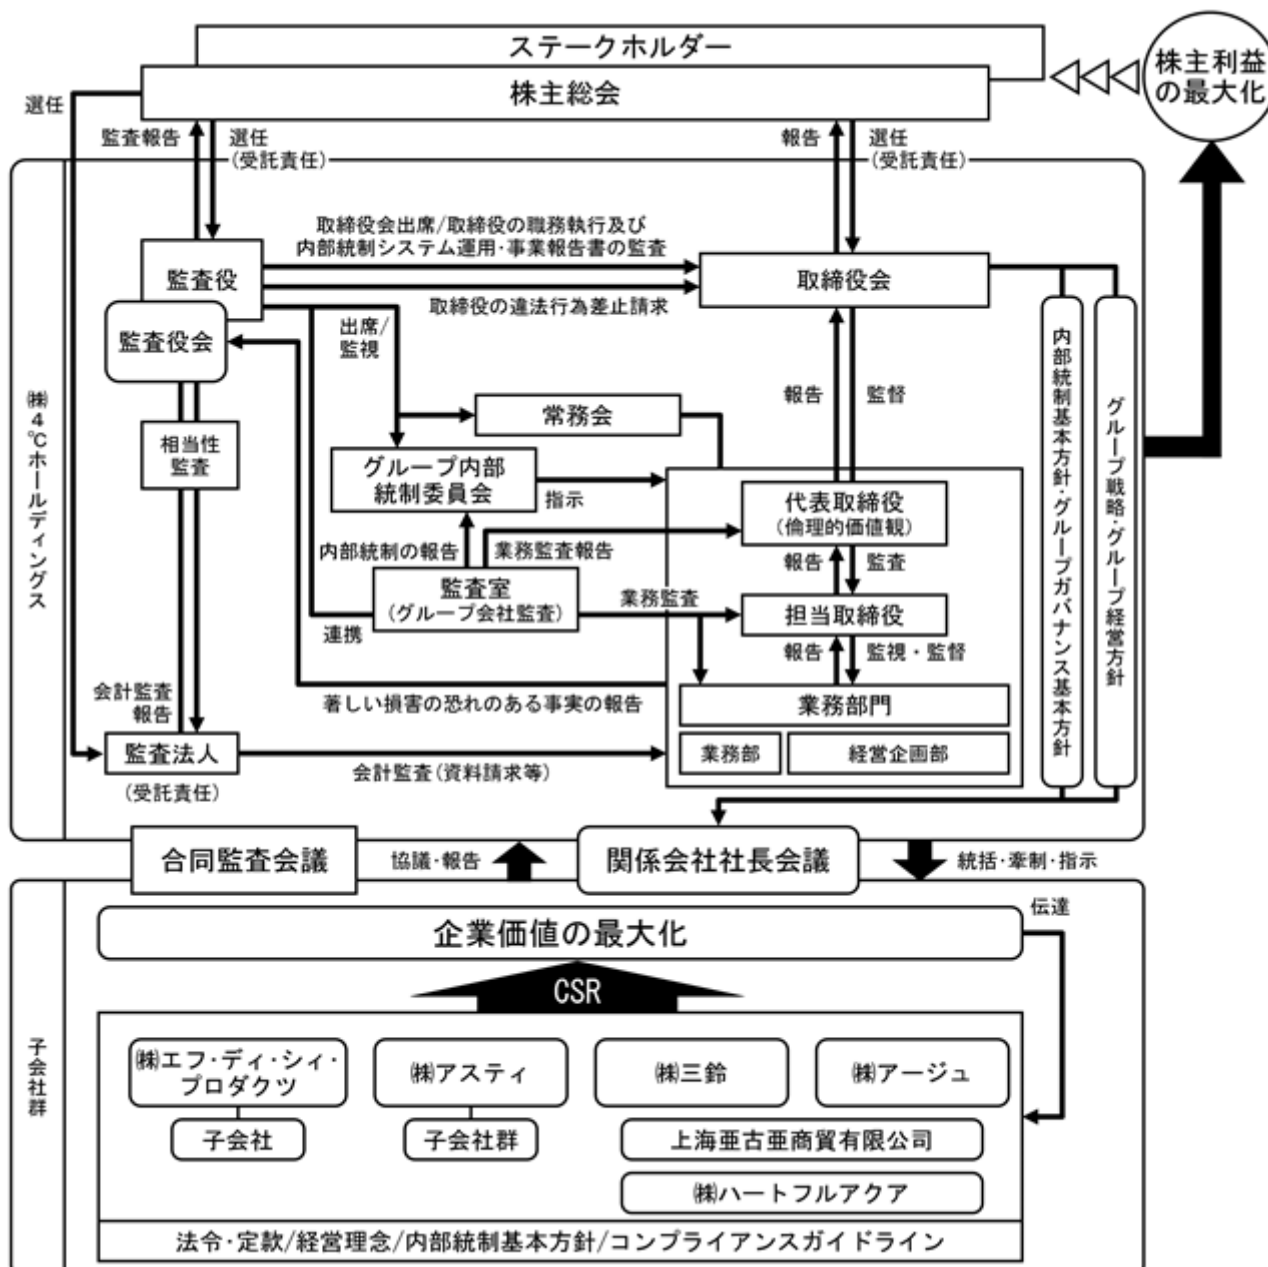 ステークホルダー
株主総会
株主利益
の最大化
選任
監査報告
選任
(受託責任)
報告
選任
(受託責任)
㈱4℃ホールディングス
取締役会出席/取締役の職務執行及び
内部統制システム運用・事業報告書の監査
監査役
取締役会
取締役の違法行為差止請求
監査役会
出席/
監視
内部統制基本方針・グループガバナンス基本方針
グループ戦略・グループ経営方針
報告
監督
常務会
相当性
監査
グループ内部
統制委員会
指示
代表取締役
(倫理的価値観)
内部統制の報告
業務監査報告
報告
監査
監査室
(グループ会社監査)
業務監査
担当取締役
連携
報告
監視・監督
会計監査
報告
著しい損害の恐れのある事実の報告
業務部門
監査法人
(受託責任)
会計監査(資料請求等)
業務部
経営企画部
合同監査会議
協議・報告
関係会社社長会議
統括・牽制・指示
子会社群
企業価値の最大化
伝達
CSR
㈱エフ・ディ・シィ・
プロダクツ
㈱アスティ
㈱三鈴
㈱アージュ
子会社
子会社群
上海亜古亜商貿有限公司
㈱ハートフルアクア
法令・定款/経営理念/内部統制基本方針/コンプライアンスガイドライン